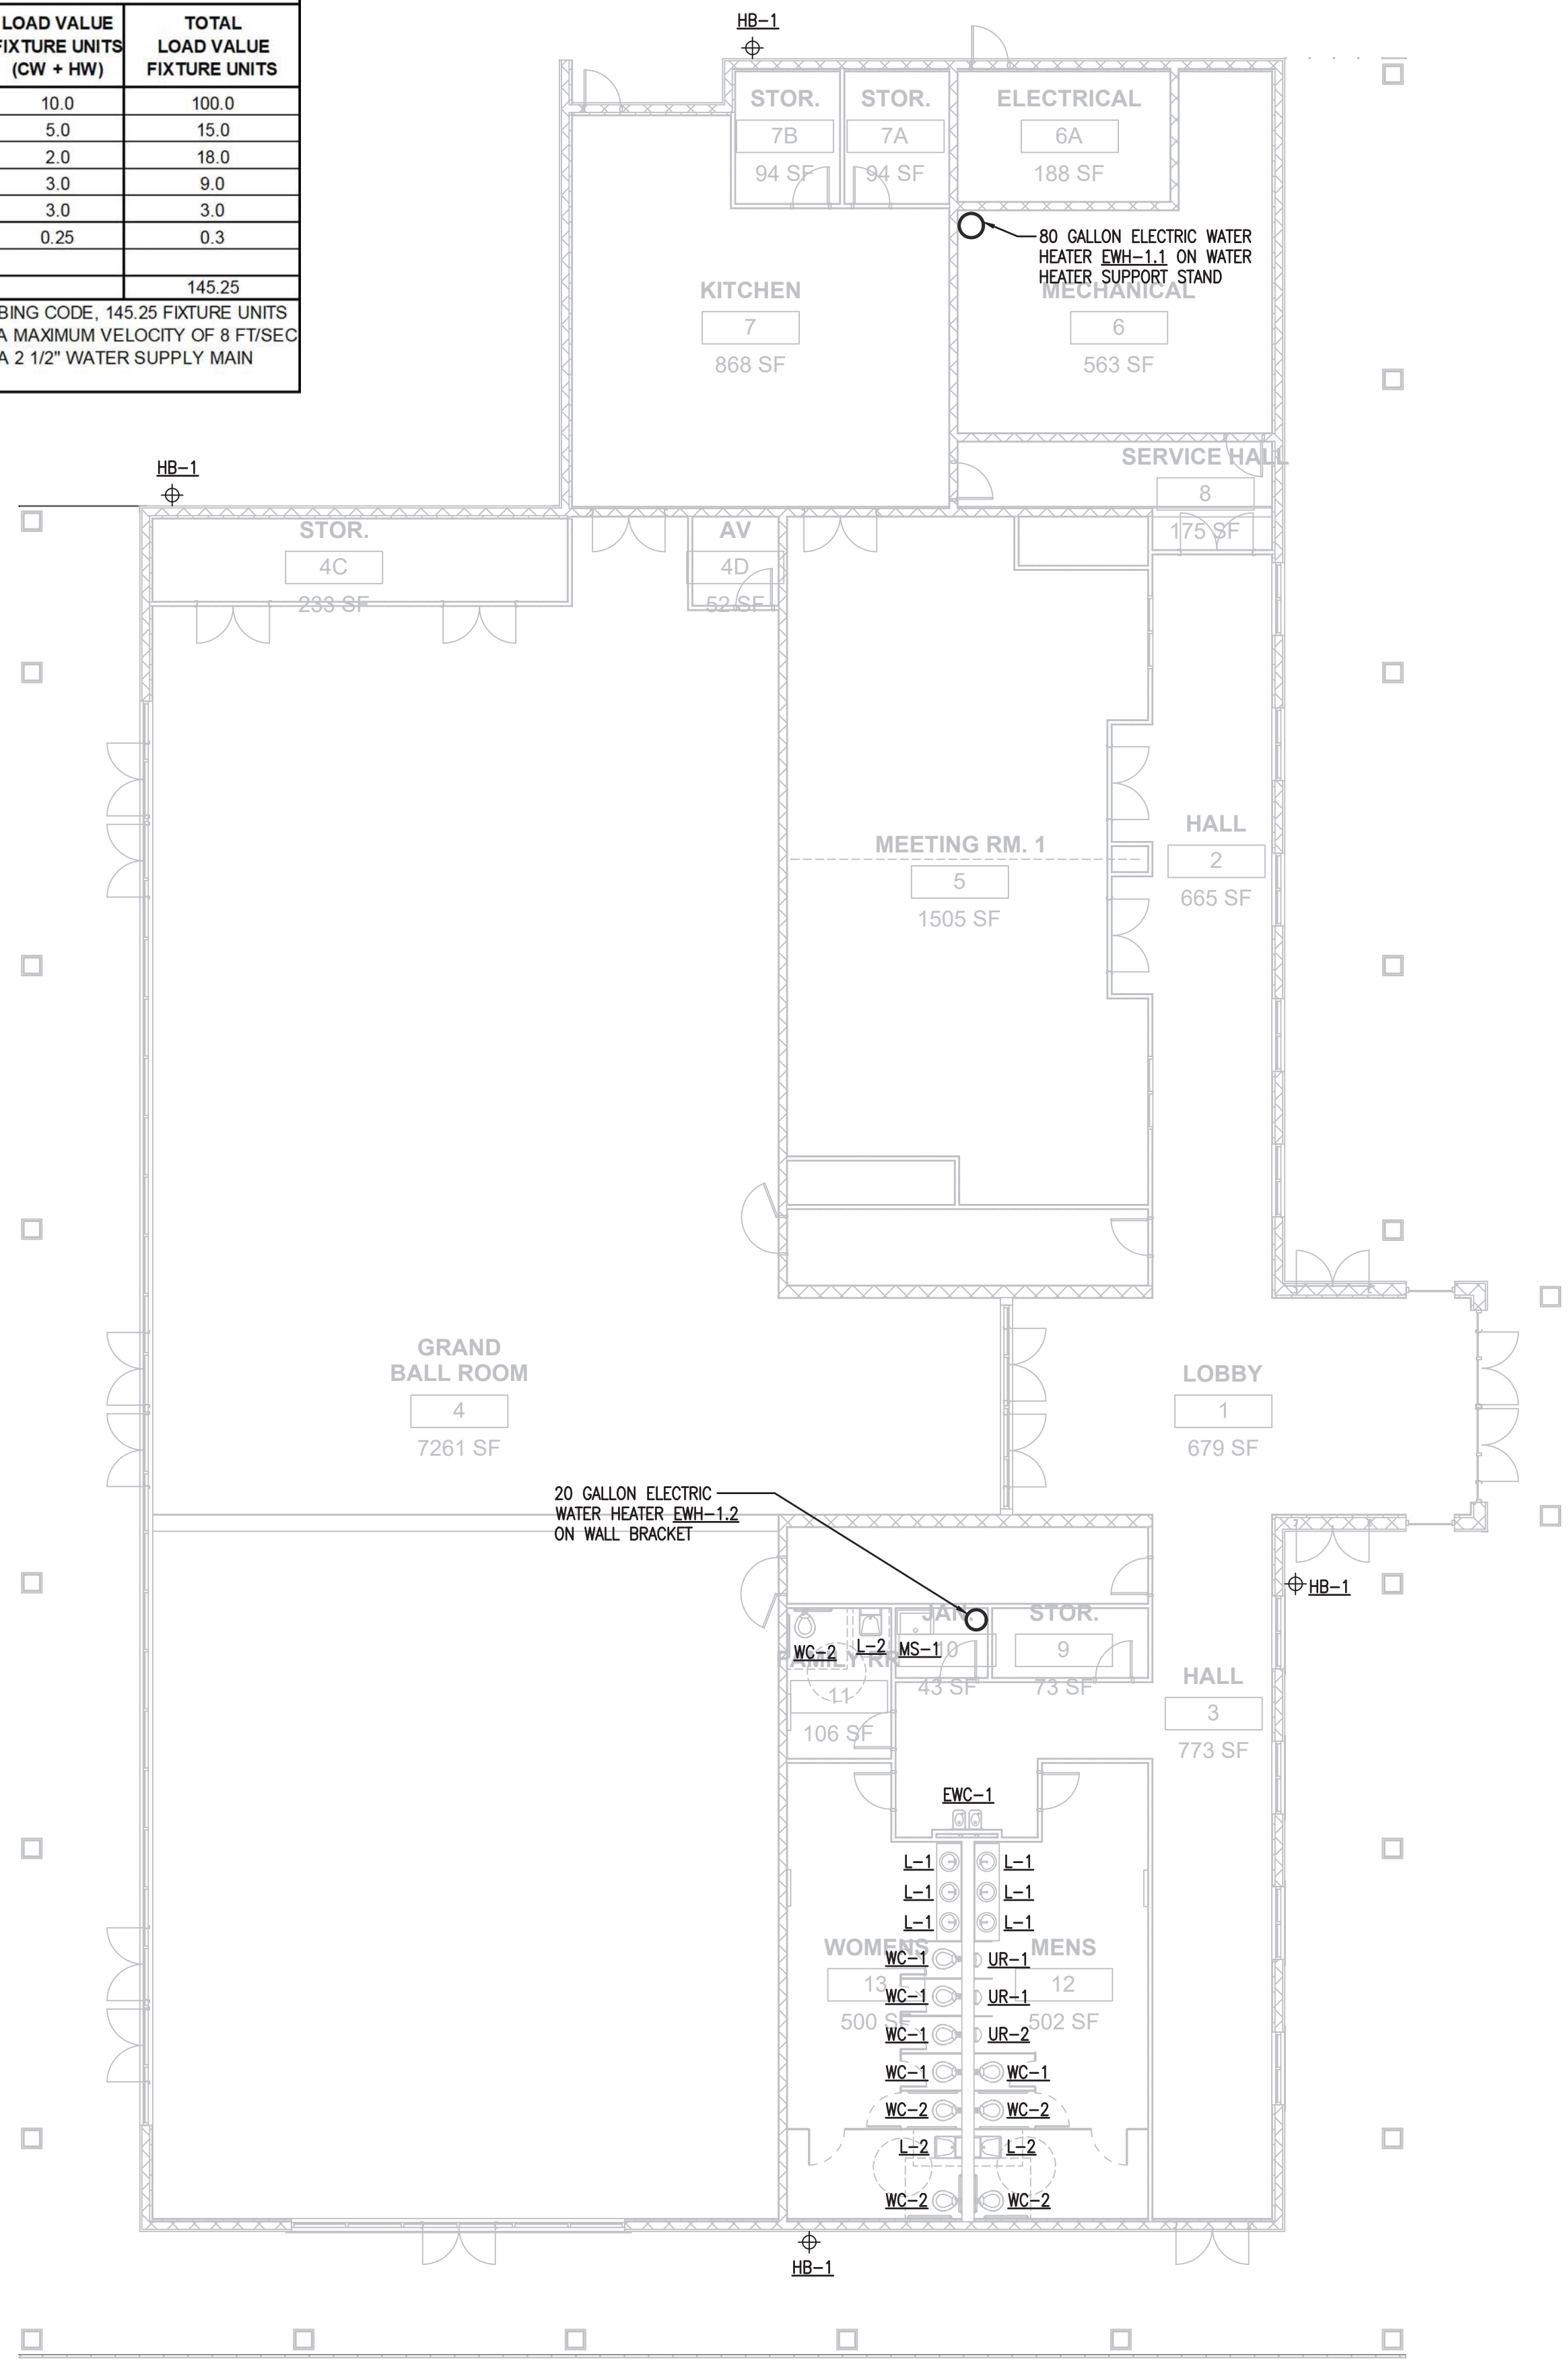 LOAD VALUE
FIXTURE UNITS
(CW + HW)
TOTAL
LOAD VALUE
FIXTURE UNITS
10.0 100.0
5.0 15.0
2.0 18.0
3.0 9.0
3.0 3.0
0.25 0.3
145.25
BING CODE, 145.25 FIXTURE UNITS
A MAXIMUM VELOCITY OF 8 FT/SEC
A 2 1/2" WATER SUPPLY MAIN
HB-1
STOR.
7B
94 SF
STOR.
7A
94 SF
ELECTRICAL
6A
188 SF
80 GALLON ELECTRIC WATER
HEATER EWH-1.1 ON WATER
HEATER SUPPORT STAND
KITCHEN
7
868 SF
MECHANICAL
6
563 SF
HB-1
SERVICE HALL
8
175 SF
STOR.
4C
233 SF
AV
4D
52 SF
MEETING RM. 1
5
1505 SF
HALL
2
665 SF
GRAND
BALL ROOM
4
7261 SF
LOBBY
1
679 SF
20 GALLON ELECTRIC
WATER HEATER EWH-1.2
ON WALL BRACKET
HB-1
JAN.
10
43 SF
STOR.
9
73 SF
WC-2
L-2
MS-1
FAMILY RR
11
106 SF
HALL
3
773 SF
EWC-1
L-1 L-1
L-1 L-1
L-1 L-1
WOMENS
13
500 SF
MENS
12
502 SF
WC-1 UR-1
WC-1 UR-1
WC-1 UR-2
WC-1 WC-1
WC-2 WC-2
L-2 L-2
WC-2 WC-2
HB-1